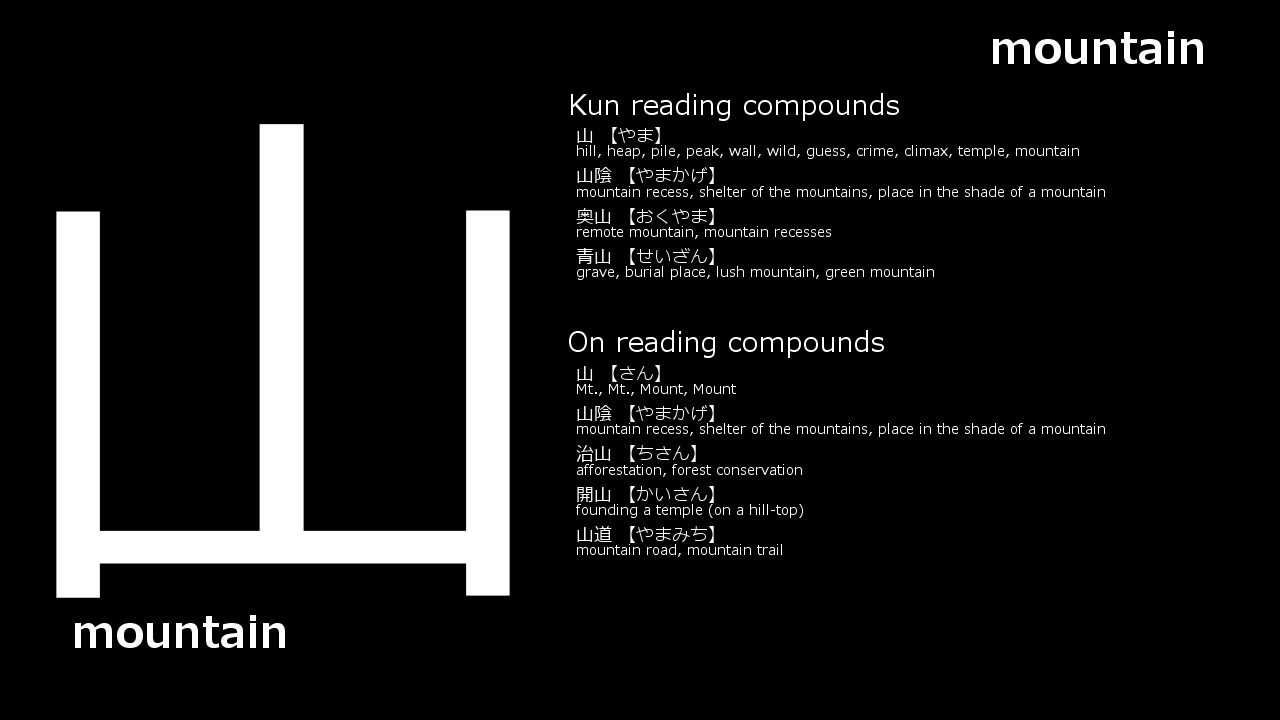 mountain
山
mountain
Kun reading compounds
山 【やま】
hill, heap, pile, peak, wall, wild, guess, crime, climax, temple, mountain
山陰 【やまかげ】
mountain recess, shelter of the mountains, place in the shade of a mountain
奥山 【おくやま】
remote mountain, mountain recesses
青山 【せいざん】
grave, burial place, lush mountain, green mountain
On reading compounds
山 【さん】
Mt., Mt., Mount, Mount
山陰 【やまかげ】
mountain recess, shelter of the mountains, place in the shade of a mountain
治山 【ちさん】
afforestation, forest conservation
開山 【かいさん】
founding a temple (on a hill-top)
山道 【やまみち】
mountain road, mountain trail